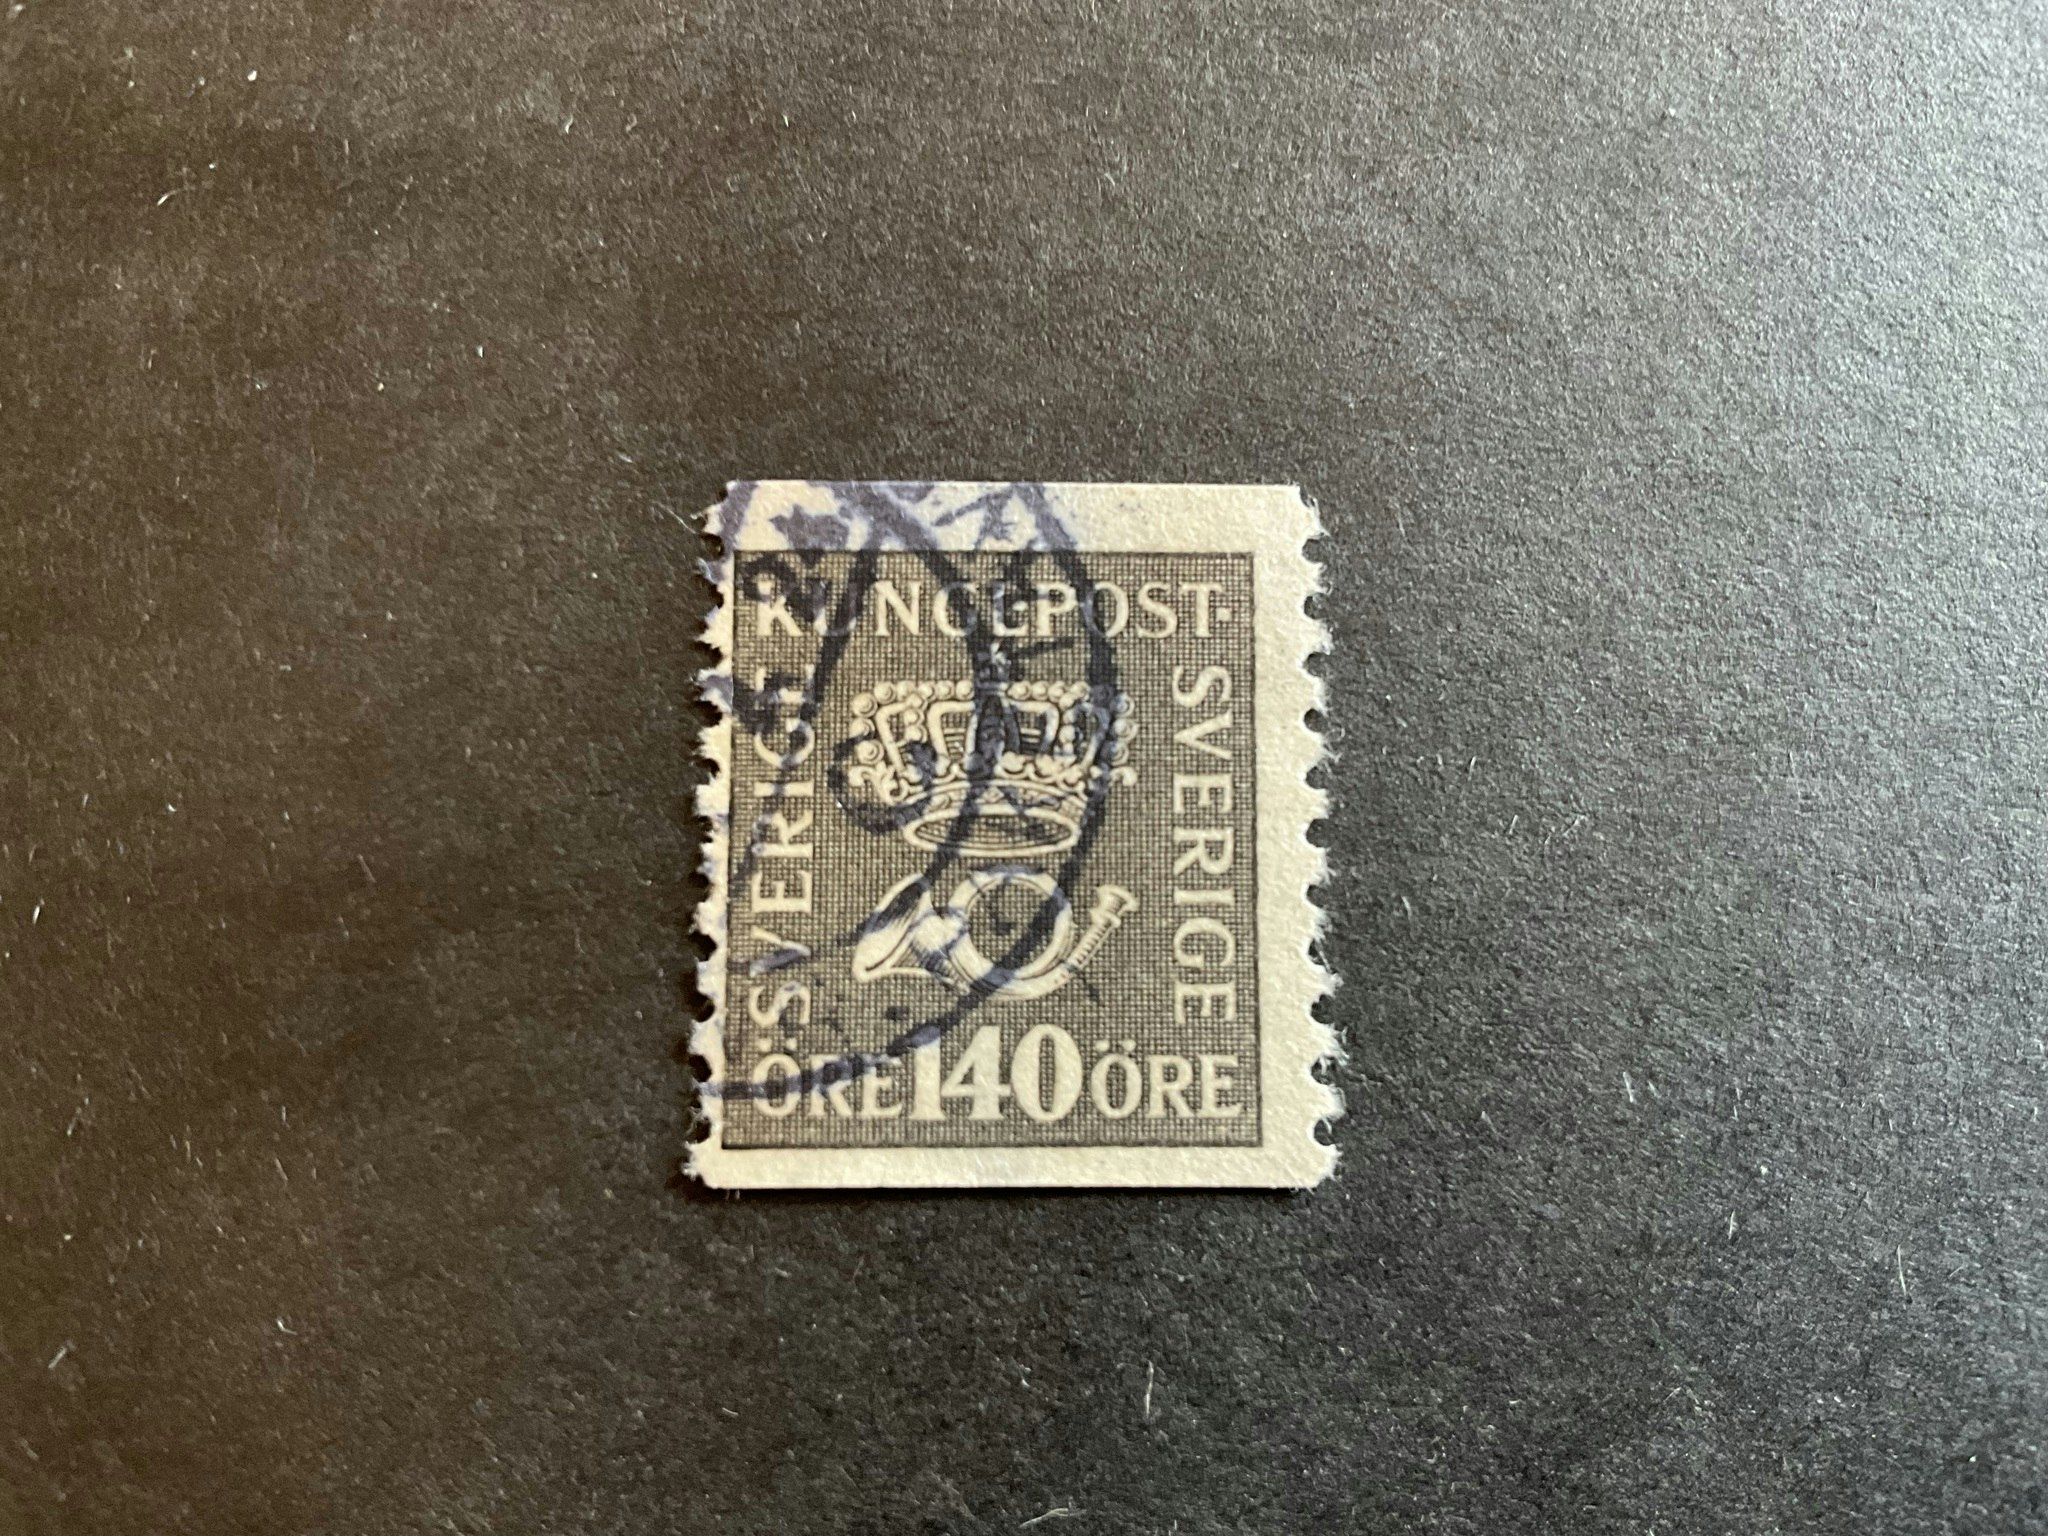 KUNGL·POST·
SVERIGE
SVERIGE
ÖRE 140 ÖRE